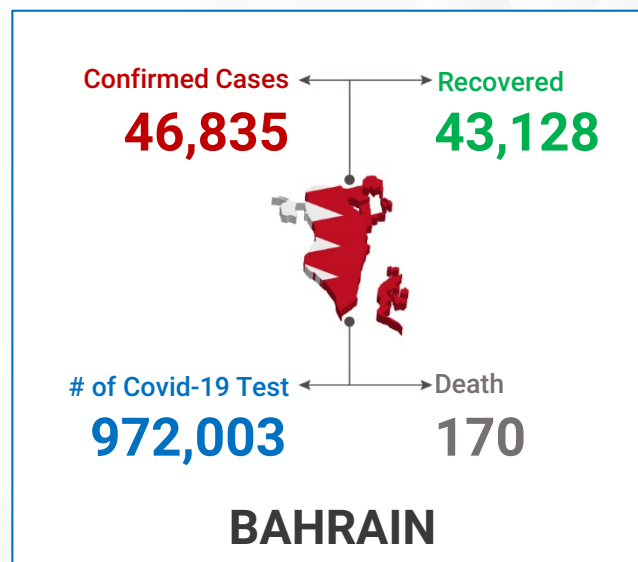 Confirmed Cases
46,835
Recovered
43,128
# of Covid-19 Test
972,003
Death
170
BAHRAIN